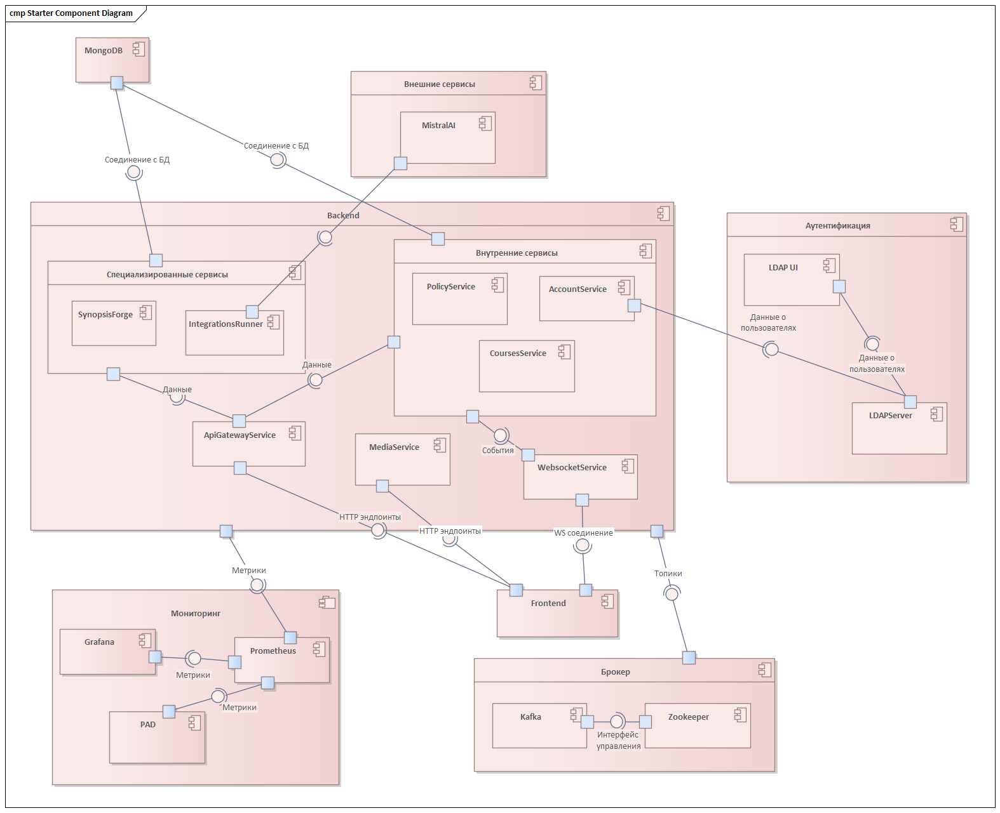 cmp Starter Component Diagram
MongoDB
Внешние сервисы
MistralAI
Соединение с БД
Соединение с БД
Backend
Аутентификация
Внутренние сервисы
LDAP UI
Специализированные сервисы
PolicyService
AccountService
SynopsisForge
IntegrationsRunner
Данные о
пользователях
CoursesService
Данные
Данные о
пользователях
Данные
LDAPServer
ApiGatewayService
MediaService
События
WebsocketService
HTTP эндпоинты
HTTP эндпоинты
WS соединение
Метрики
Топики
Мониторинг
Frontend
Grafana
Prometheus
Метрики
Брокер
Метрики
PAD
Kafka
Zookeeper
Интерфейс
управления